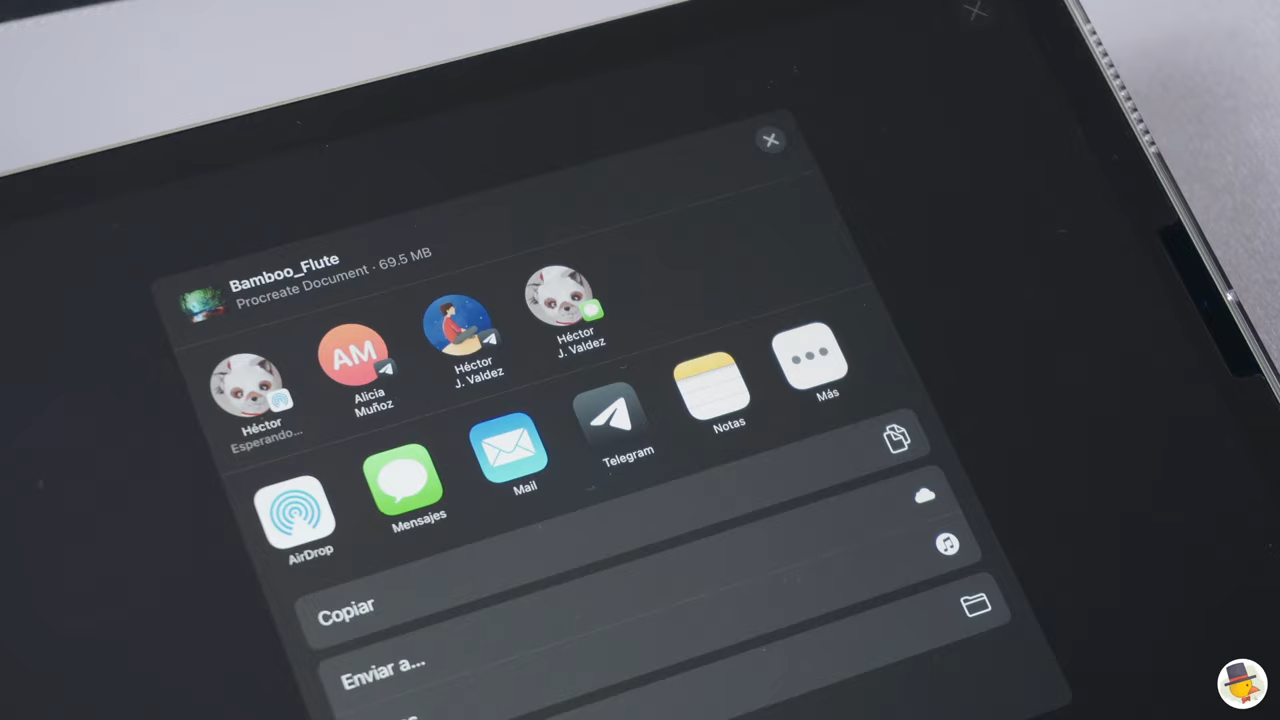 Bamboo_Flute
Procreate Document · 69.5 MB
Héctor
Esperando...
AM
Alicia
Muñoz
Héctor
J. Valdez
Héctor
J. Valdez
AirDrop
Mensajes
Mail
Telegram
Notas
Más
Copiar
Enviar a...